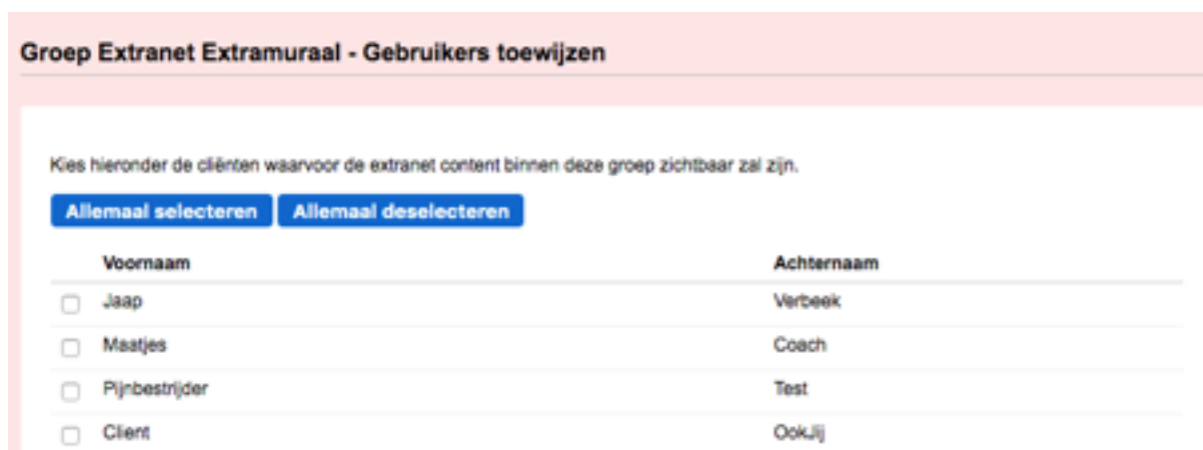 Groep Extranet Extramuraal - Gebruikers toewijzen
Kies hieronder de cliënten waarvoor de extranet content binnen deze groep zichtbaar zal zijn.
Allemaal selecteren Allemaal deselecteren
Voornaam Achternaam
Jaap Verbeek
Maatjes Coach
Pijnbestrijder Test
Client OokJij